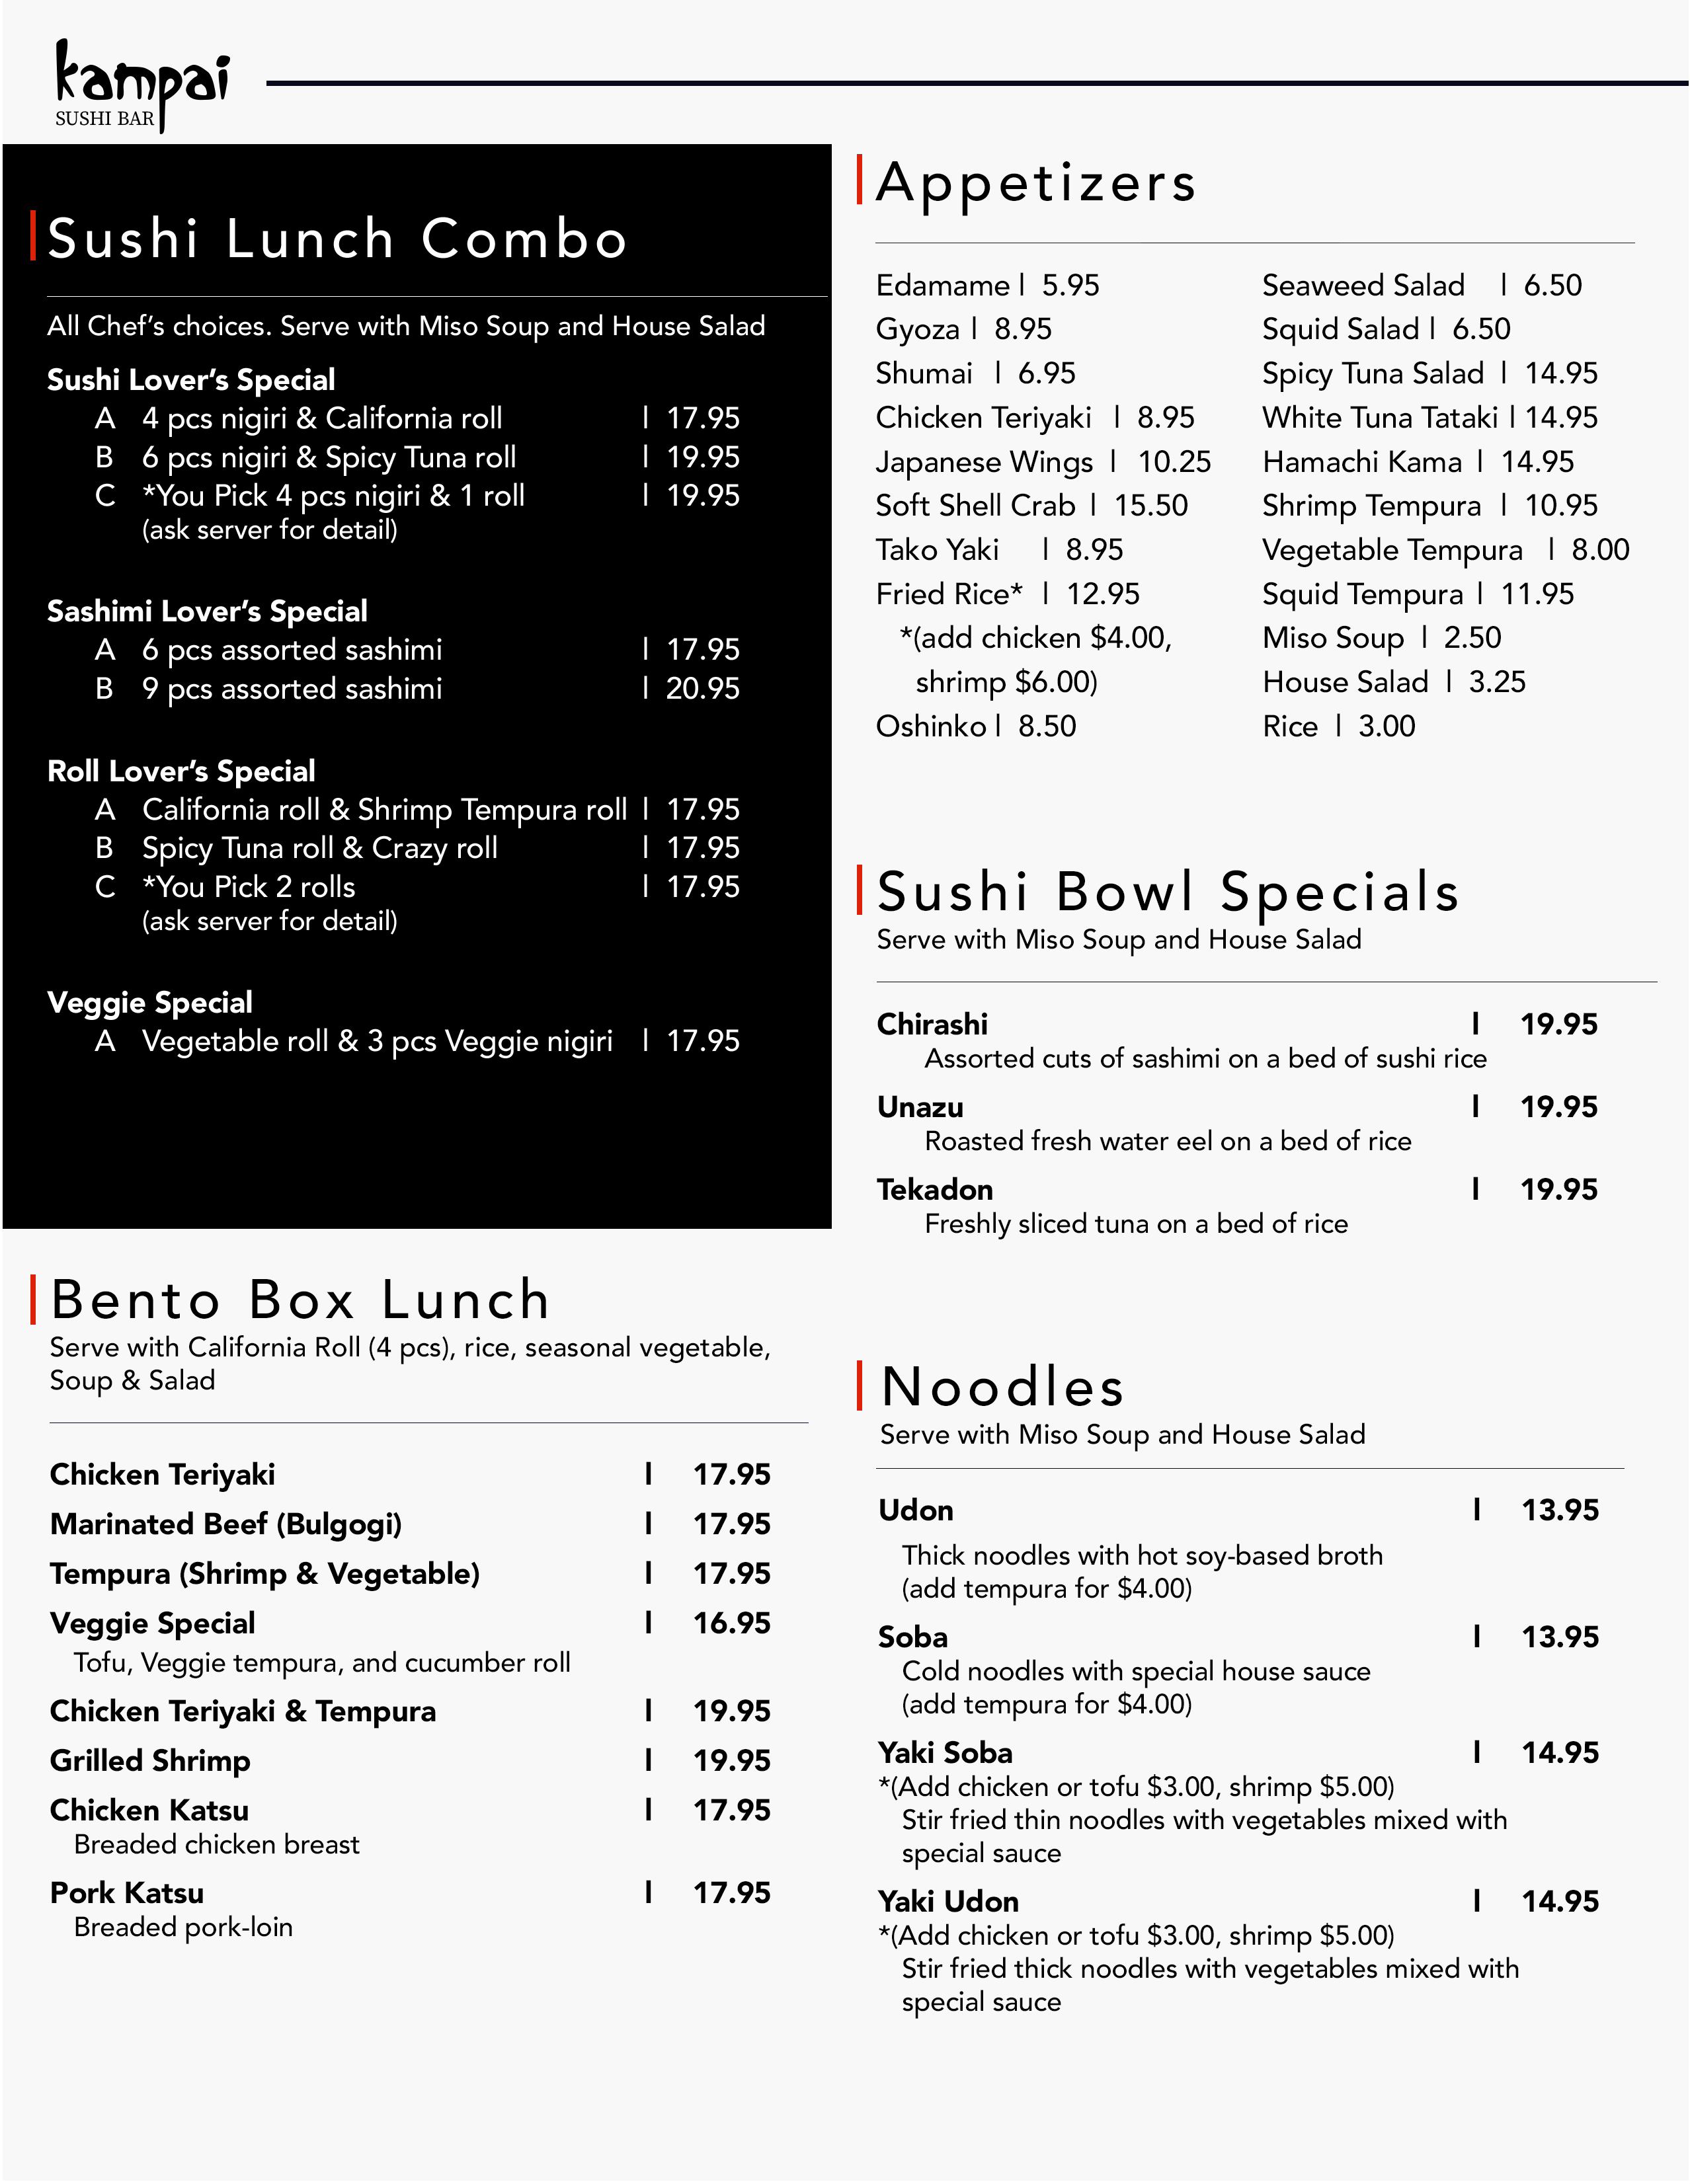 kampai
SUSHI BAR
Sushi Lunch Combo
All Chef's choices. Serve with Miso Soup and House Salad
Sushi Lover's Special
A 4 pcs nigiri & California roll | 17.95
B 6 pcs nigiri & Spicy Tuna roll | 19.95
C *You Pick 4 pcs nigiri & 1 roll | 19.95
(ask server for detail)
Sashimi Lover's Special
A 6 pcs assorted sashimi | 17.95
B 9 pcs assorted sashimi | 20.95
Roll Lover's Special
A California roll & Shrimp Tempura roll | 17.95
B Spicy Tuna roll & Crazy roll | 17.95
C *You Pick 2 rolls | 17.95
(ask server for detail)
Veggie Special
A Vegetable roll & 3 pcs Veggie nigiri | 17.95
Bento Box Lunch
Serve with California Roll (4 pcs), rice, seasonal vegetable,
Soup & Salad
Chicken Teriyaki | 17.95
Marinated Beef (Bulgogi) | 17.95
Tempura (Shrimp & Vegetable) | 17.95
Veggie Special | 16.95
Tofu, Veggie tempura, and cucumber roll
Chicken Teriyaki & Tempura | 19.95
Grilled Shrimp | 19.95
Chicken Katsu | 17.95
Breaded chicken breast
Pork Katsu | 17.95
Breaded pork-loin
Appetizers
Edamame | 5.95
Gyoza | 8.95
Shumai | 6.95
Chicken Teriyaki | 8.95
Japanese Wings | 10.25
Soft Shell Crab | 15.50
Tako Yaki | 8.95
Fried Rice* | 12.95
*(add chicken $4.00,
shrimp $6.00)
Oshinko | 8.50
Seaweed Salad | 6.50
Squid Salad | 6.50
Spicy Tuna Salad | 14.95
White Tuna Tataki | 14.95
Hamachi Kama | 14.95
Shrimp Tempura | 10.95
Vegetable Tempura | 8.00
Squid Tempura | 11.95
Miso Soup | 2.50
House Salad | 3.25
Rice | 3.00
Sushi Bowl Specials
Serve with Miso Soup and House Salad
Chirashi | 19.95
Assorted cuts of sashimi on a bed of sushi rice
Unazu | 19.95
Roasted fresh water eel on a bed of rice
Tekadon | 19.95
Freshly sliced tuna on a bed of rice
Noodles
Serve with Miso Soup and House Salad
Udon | 13.95
Thick noodles with hot soy-based broth
(add tempura for $4.00)
Soba | 13.95
Cold noodles with special house sauce
(add tempura for $4.00)
Yaki Soba | 14.95
*(Add chicken or tofu $3.00, shrimp $5.00)
Stir fried thin noodles with vegetables mixed with
special sauce
Yaki Udon | 14.95
*(Add chicken or tofu $3.00, shrimp $5.00)
Stir fried thick noodles with vegetables mixed with
special sauce